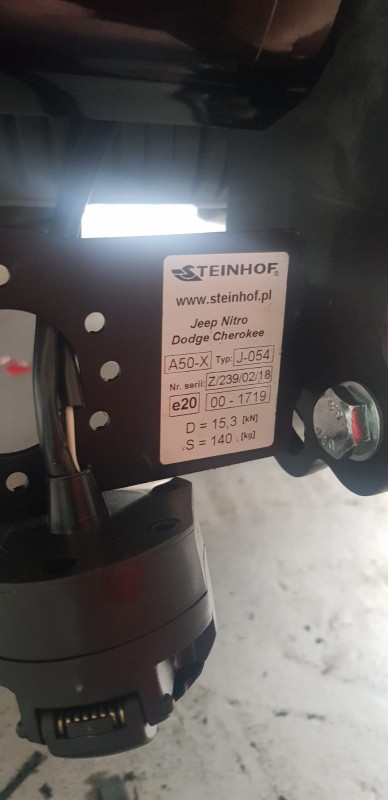 STEINHOF®
www.steinhof.pl
Jeep Nitro
Dodge Cherokee
A50-X Typ: J-054
Nr. serii: Z/239/02/18
e20 00 - 1719
D = 15,3 [kN]
S = 140 [kg]